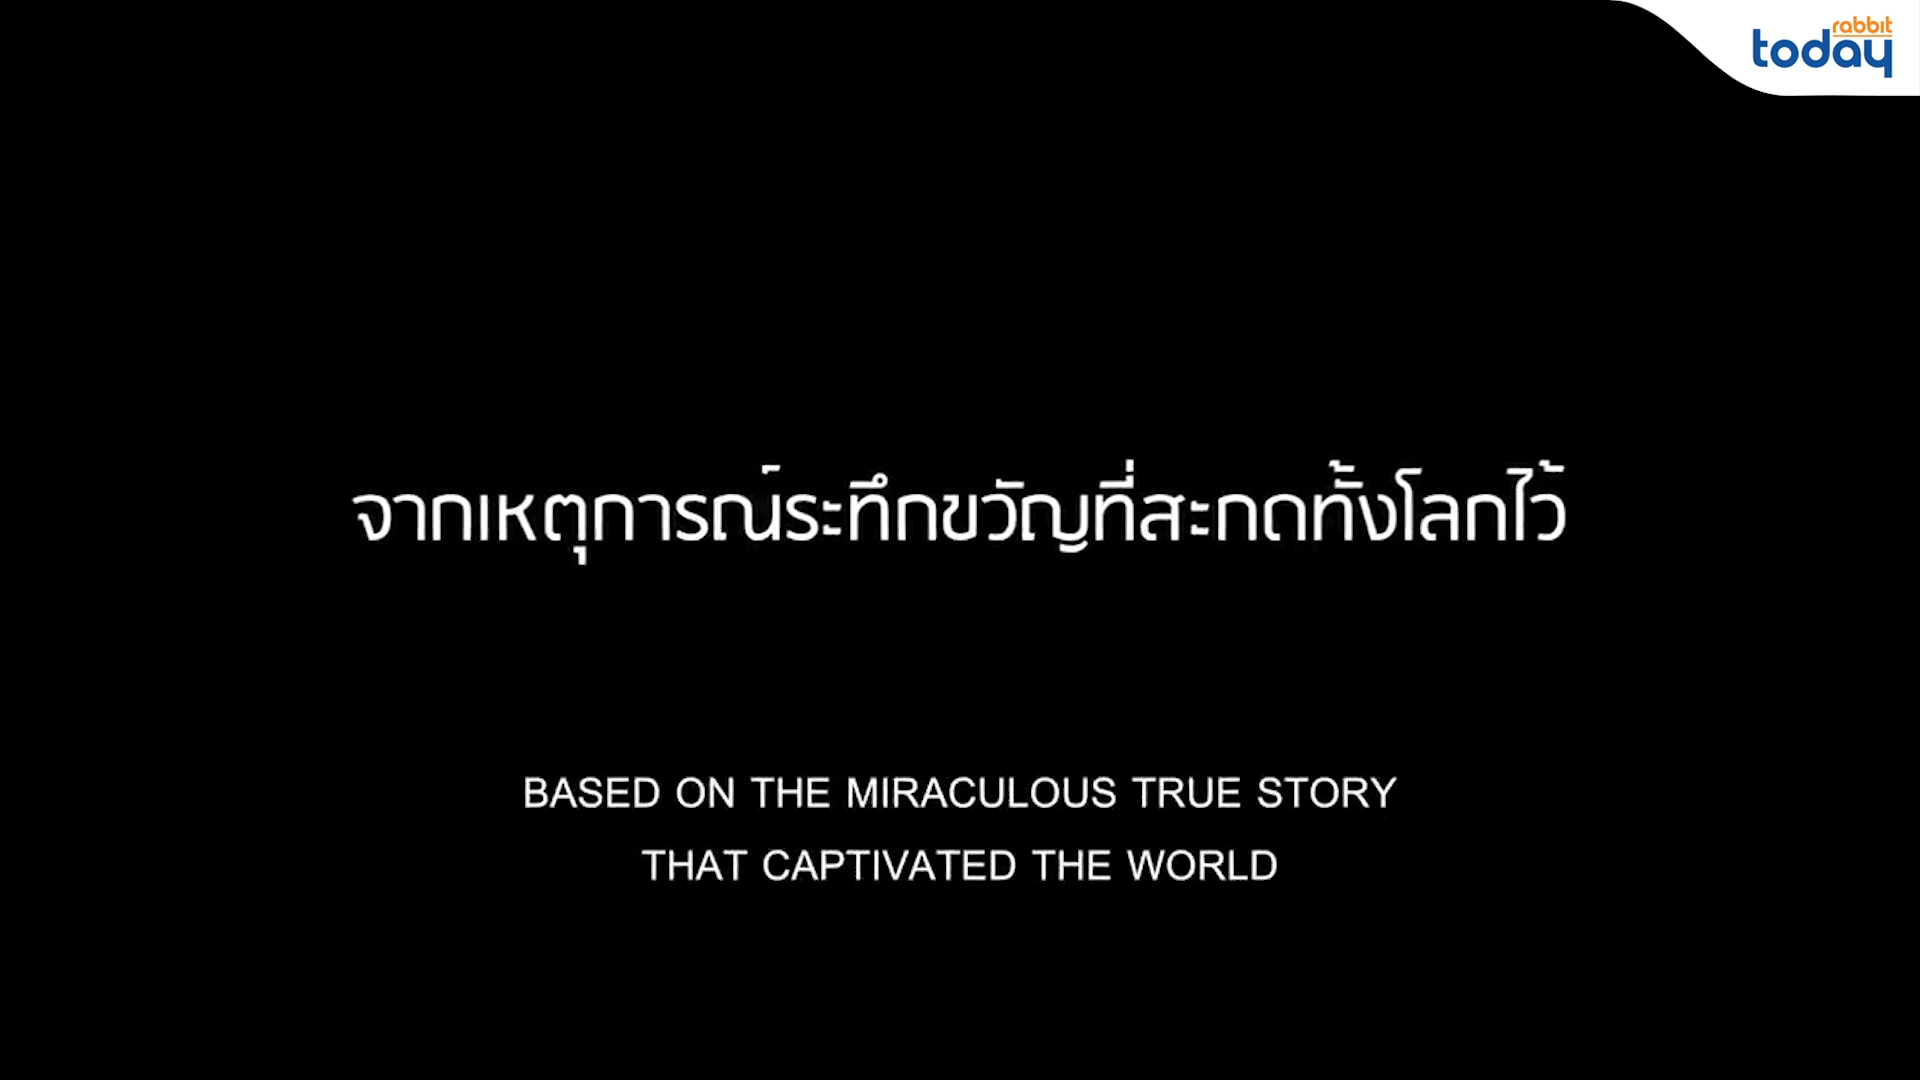 rabbit
today
จากเหตุการณ์ระทึกขวัญที่สะกดทั้งโลกไว้
BASED ON THE MIRACULOUS TRUE STORY
THAT CAPTIVATED THE WORLD